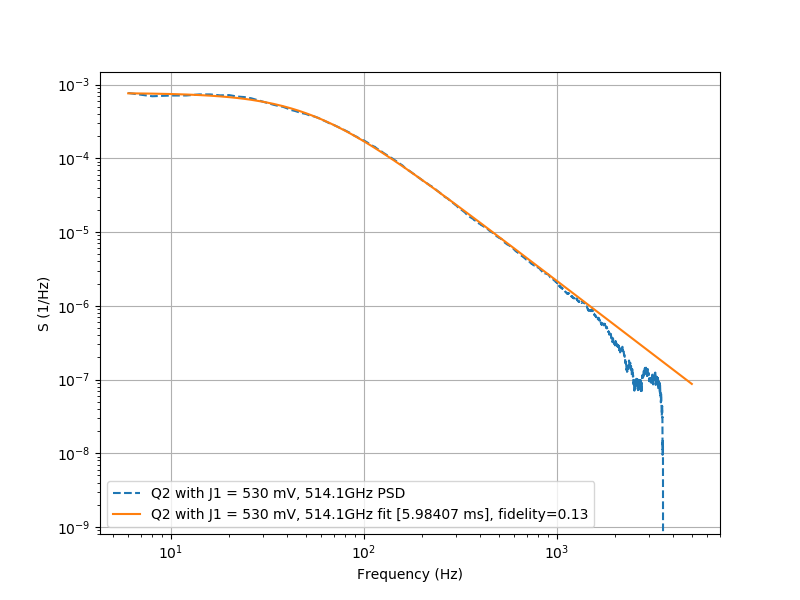 10⁻³
10⁻⁴
10⁻⁵
10⁻⁶
10⁻⁷
10⁻⁸
10⁻⁹
S (1/Hz)
Q2 with J1 = 530 mV, 514.1GHz PSD
Q2 with J1 = 530 mV, 514.1GHz fit [5.98407 ms], fidelity=0.13
10¹ 10² 10³
Frequency (Hz)